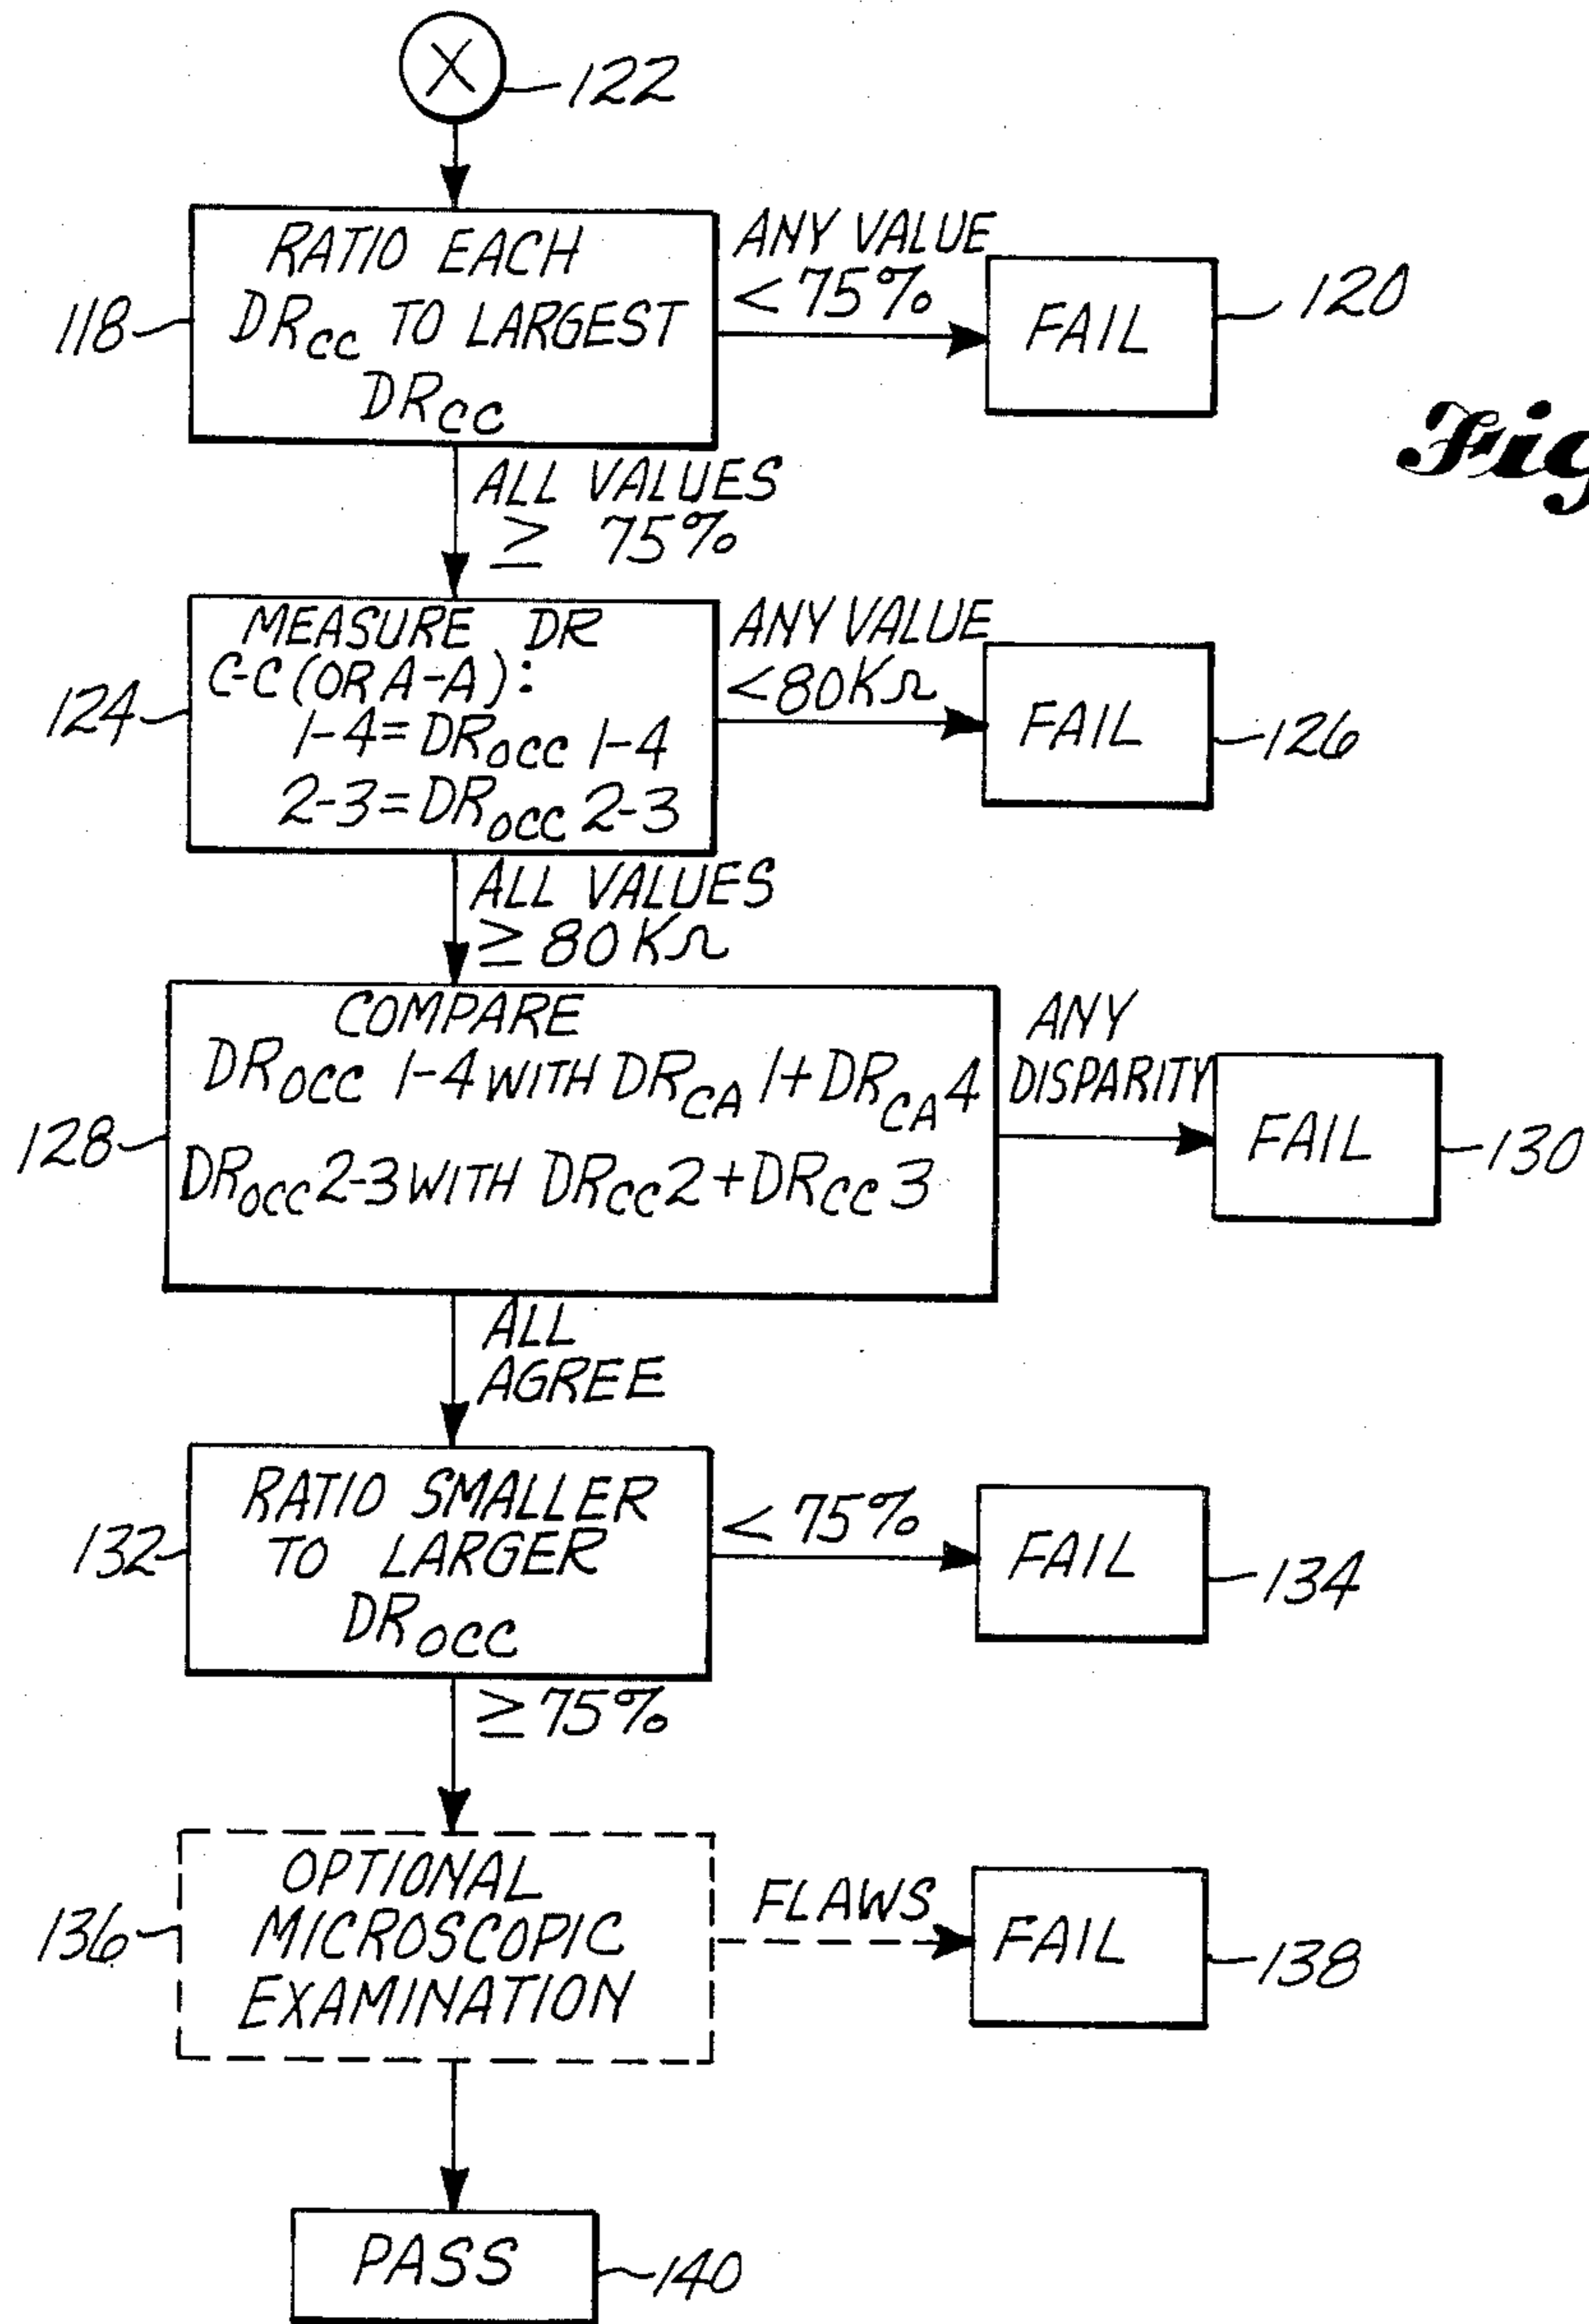 X
122
RATIO EACH
DRCC TO LARGEST
DRCC
118
ANY VALUE
< 75%
FAIL
120
Fig
ALL VALUES
≥ 75%
MEASURE DR
C-C (OR A-A):
1-4 = DROCC 1-4
2-3 = DROCC 2-3
124
ANY VALUE
<80KΩ
FAIL
126
ALL VALUES
≥80KΩ
COMPARE
DROCC 1-4 WITH DRCA 1+DRCA 4
DROCC 2-3 WITH DRCC 2+DRCC 3
128
ANY
DISPARITY
FAIL
130
ALL
AGREE
RATIO SMALLER
TO LARGER
DROCC
132
< 75%
FAIL
134
≥75%
OPTIONAL
MICROSCOPIC
EXAMINATION
136
FLAWS
FAIL
138
PASS
140